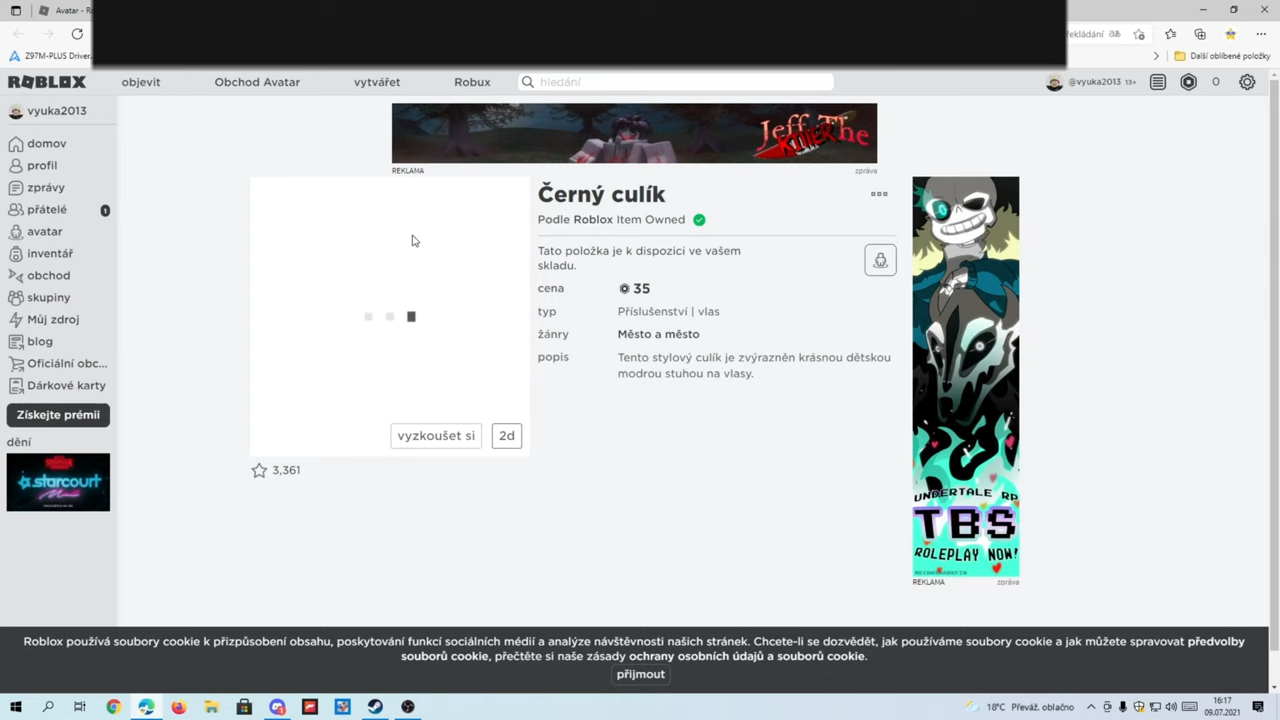 Avatar - R
ekládání
Z97M-PLUS Driver.
Další oblíbené položky
ROBLOX
objevit
Obchod Avatar
vytvářet
Robux
hledání
@vyuka2013 13+
0
vyuka2013
domov
profil
zprávy
přátelé
1
avatar
inventář
obchod
skupiny
Můj zdroj
blog
Oficiální obc...
Dárkové karty
Získejte prémii
dění
starcourt
Jeff The
KILLER
REKLAMA
zpráva
Černý culík
Podle Roblox Item Owned
Tato položka je k dispozici ve vašem
skladu.
cena
35
typ
Příslušenství | vlas
žánry
Město a město
popis
Tento stylový culík je zvýrazněn krásnou dětskou
modrou stuhou na vlasy.
vyzkoušet si
2d
3,361
UNDERTALE RP
TBS
ROLEPLAY NOW!
REKLAMA
zpráva
Roblox používá soubory cookie k přizpůsobení obsahu, poskytování funkcí sociálních médií a analýze návštěvnosti našich stránek. Chcete-li se dozvědět, jak používáme soubory cookie a jak můžete spravovat předvolby
souborů cookie, přečtěte si naše zásady ochrany osobních údajů a souborů cookie.
přijmout
18°C Převáž. oblačno
16:17
09.07.2021